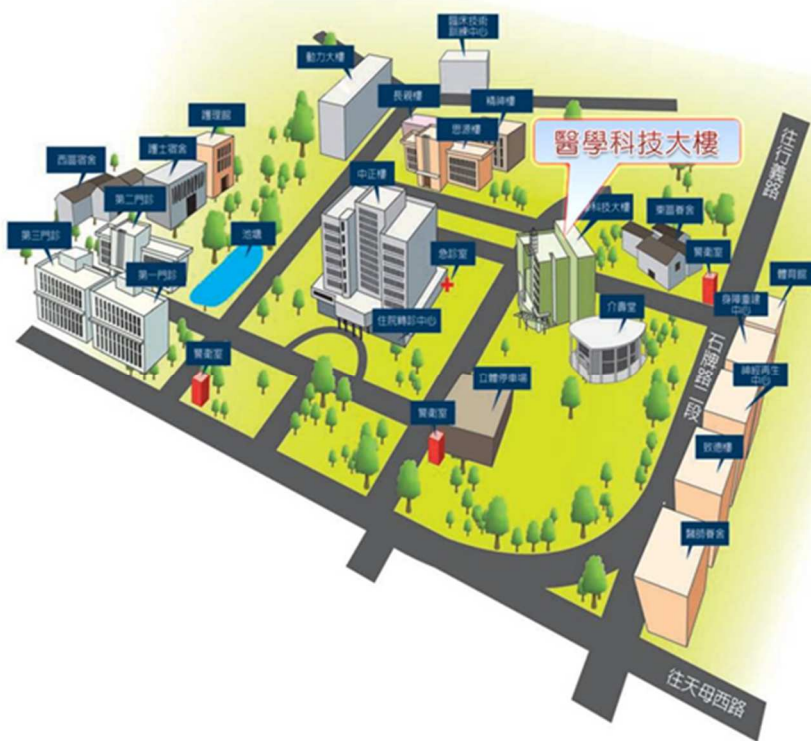 臨床技術
訓練中心
動力大樓
長親樓
精神樓
思源樓
護理館
護士宿舍
西區宿舍
第二門診
第三門診
第一門診
池塘
中正樓
急診室
住院轉診中心
醫學科技大樓
科技大樓
東區眷舍
警衛室
介壽堂
體育館
身障重建
中心
神經再生
中心
致德樓
醫師眷舍
立體停車場
警衛室
警衛室
往行義路
石牌路二段
往天母西路